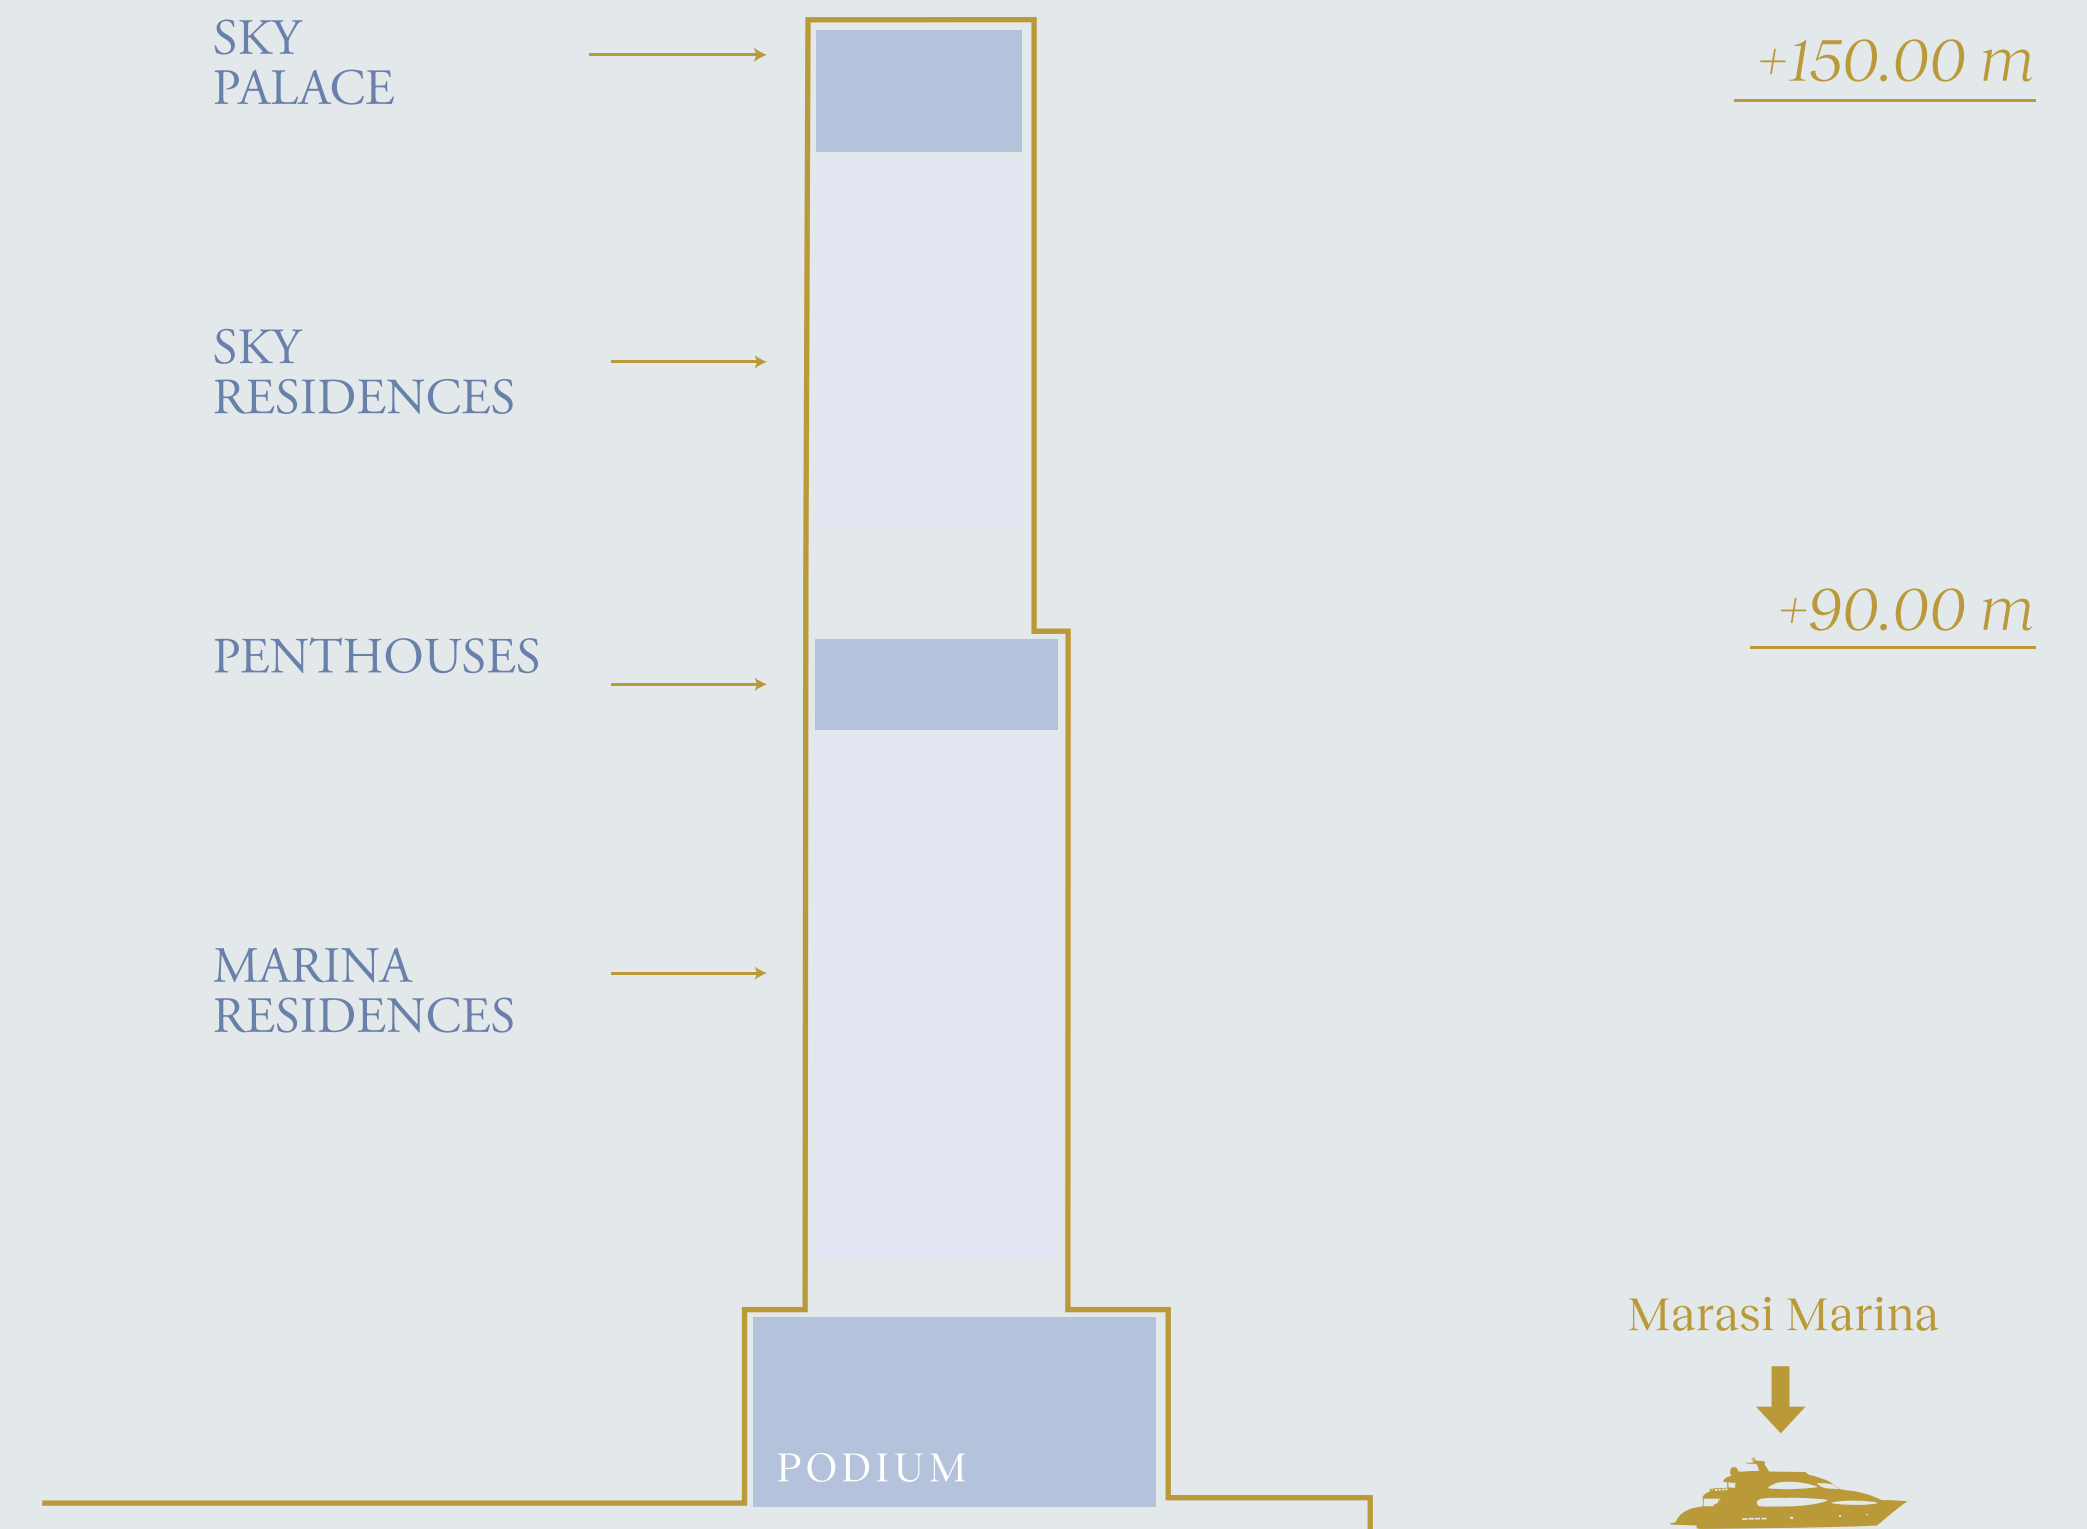 SKY
PALACE
+150.00 m
SKY
RESIDENCES
+90.00 m
PENTHOUSES
MARINA
RESIDENCES
Marasi Marina
PODIUM